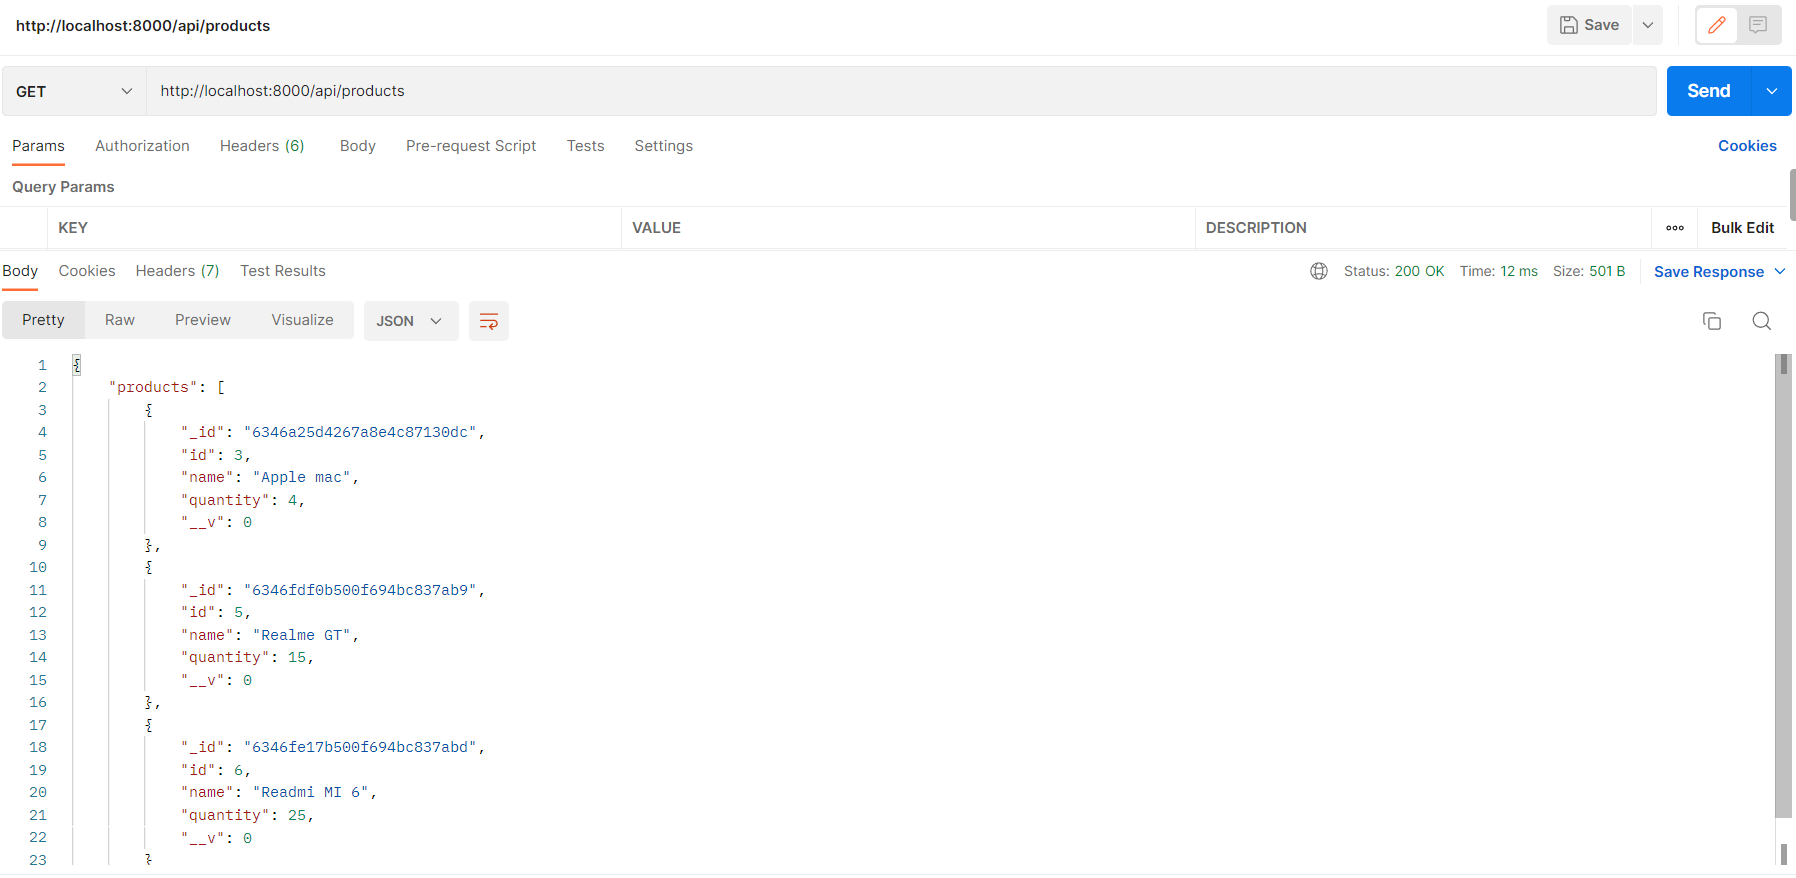 http://localhost:8000/api/products
Save
GET http://localhost:8000/api/products Send
Params Authorization Headers (6) Body Pre-request Script Tests Settings Cookies
Query Params
KEY VALUE DESCRIPTION ooo Bulk Edit
Body Cookies Headers (7) Test Results Status: 200 OK Time: 12 ms Size: 501 B Save Response
Pretty Raw Preview Visualize JSON
1 {
2 "products": [
3 {
4 "_id": "6346a25d4267a8e4c87130dc",
5 "id": 3,
6 "name": "Apple mac",
7 "quantity": 4,
8 "__v": 0
9 },
10 {
11 "_id": "6346fdf0b500f694bc837ab9",
12 "id": 5,
13 "name": "Realme GT",
14 "quantity": 15,
15 "__v": 0
16 },
17 {
18 "_id": "6346fe17b500f694bc837abd",
19 "id": 6,
20 "name": "Readmi MI 6",
21 "quantity": 25,
22 "__v": 0
23 }